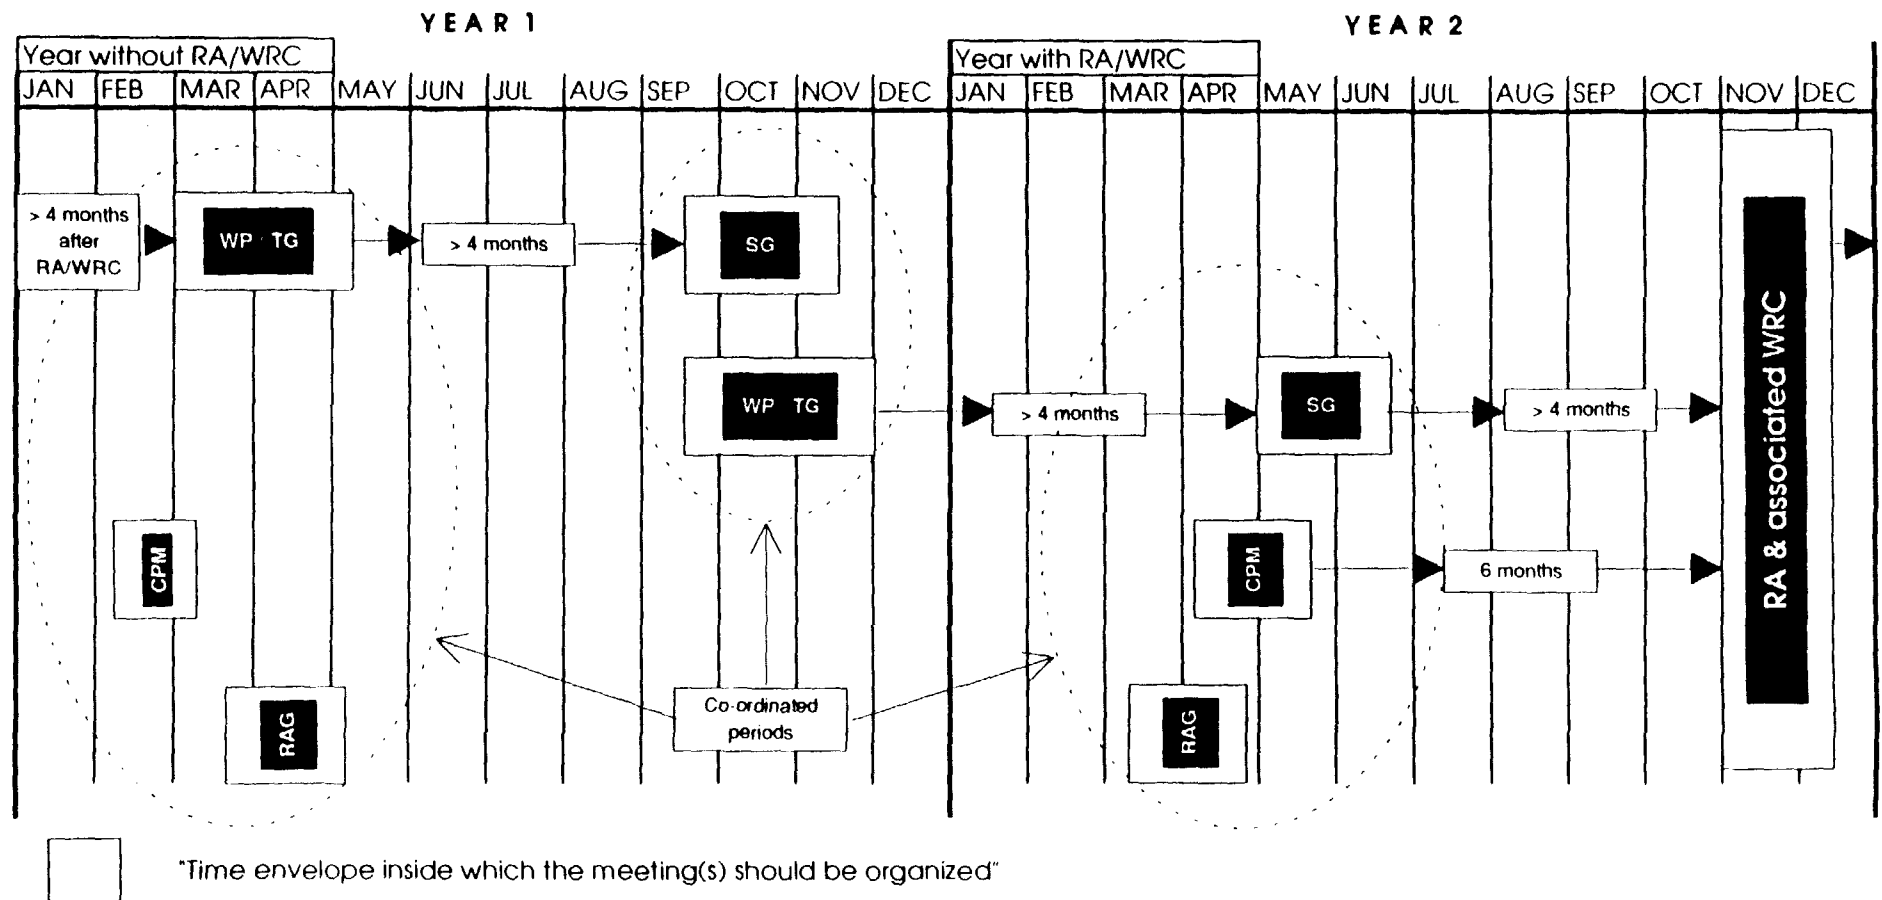 YEAR 1
YEAR 2
Year without RA/WRC
Year with RA/WRC
JAN FEB MAR APR MAY JUN JUL AUG SEP OCT NOV DEC JAN FEB MAR APR MAY JUN JUL AUG SEP OCT NOV DEC
> 4 months
after
RA/WRC
WP TG
> 4 months
SG
WP TG
> 4 months
SG
> 4 months
CPM
CPM
6 months
RAG
Co-ordinated
periods
RAG
RA & associated WRC
"Time envelope inside which the meeting(s) should be organized"